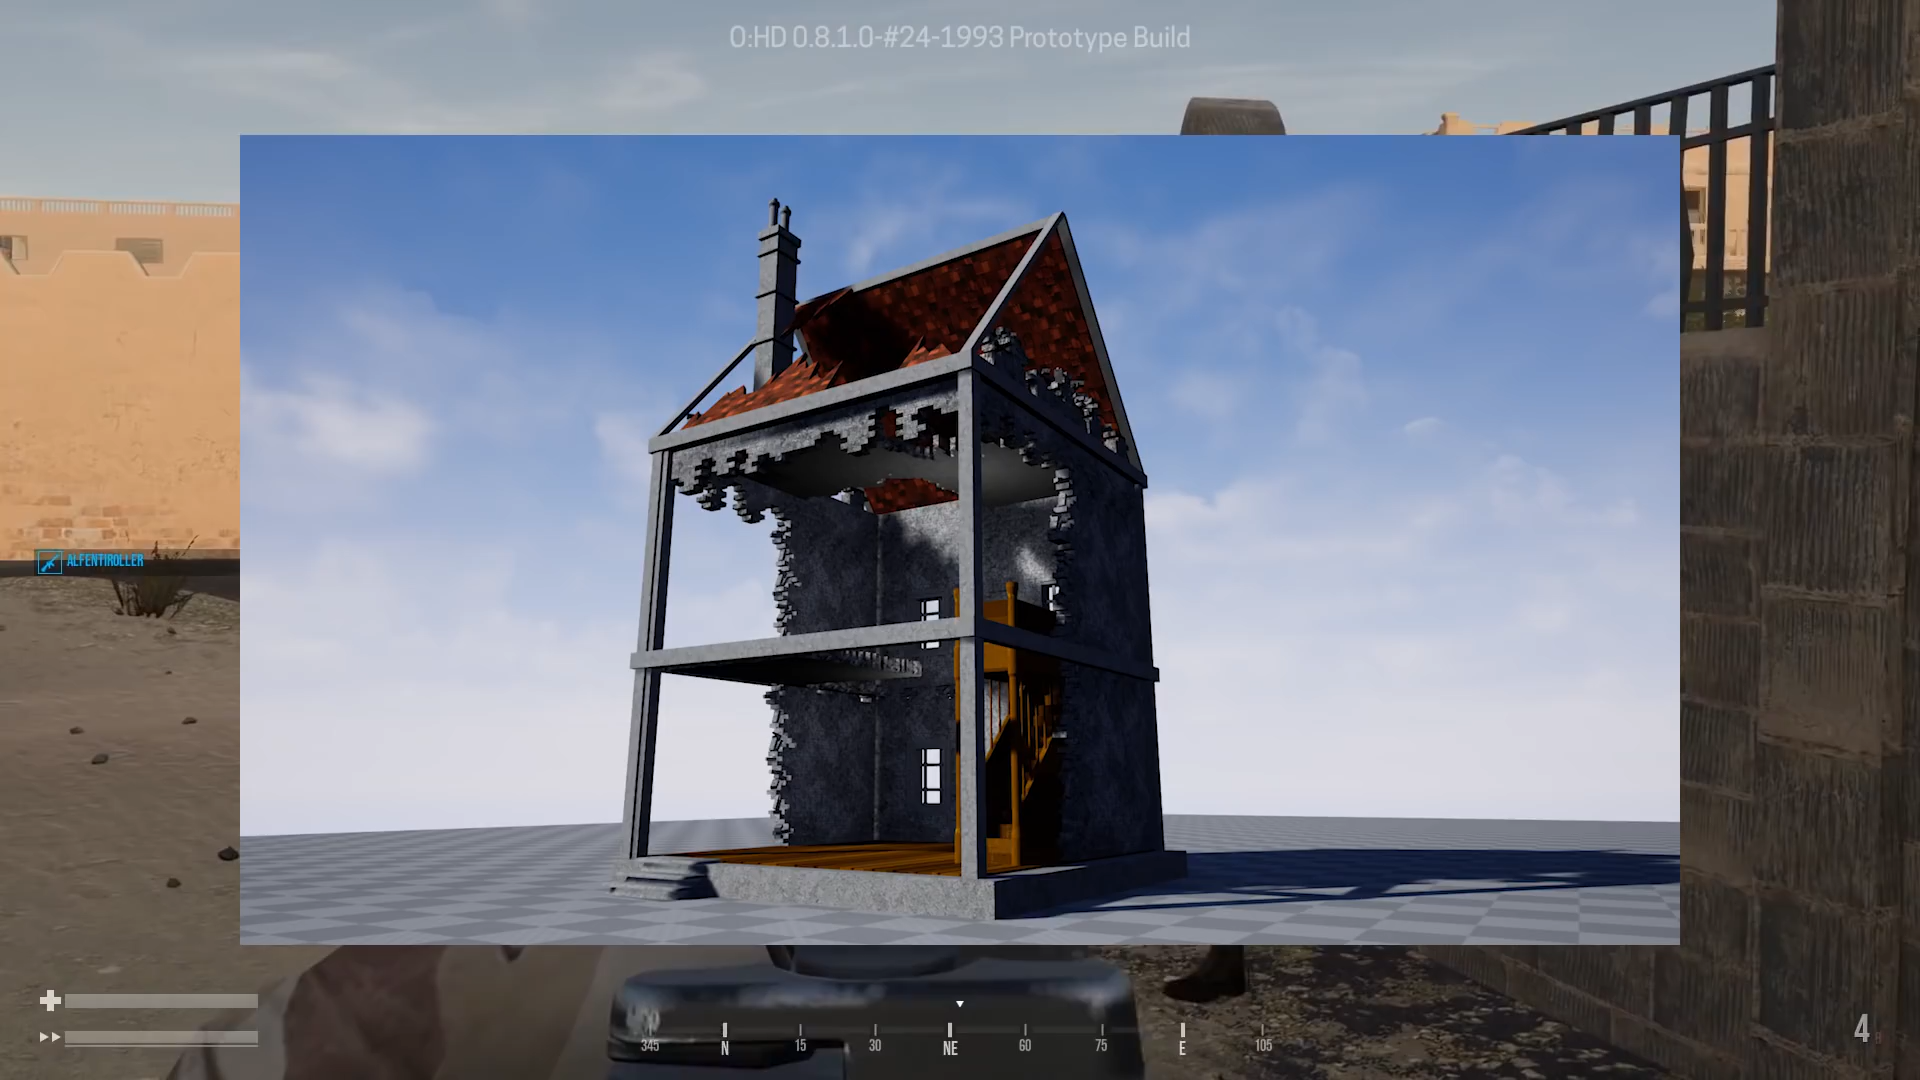 O:HD 0.8.1.0-#24-1993 Prototype Build
ALFENTIROLLER
345 N 15 30 NE 60 75 E 105
4